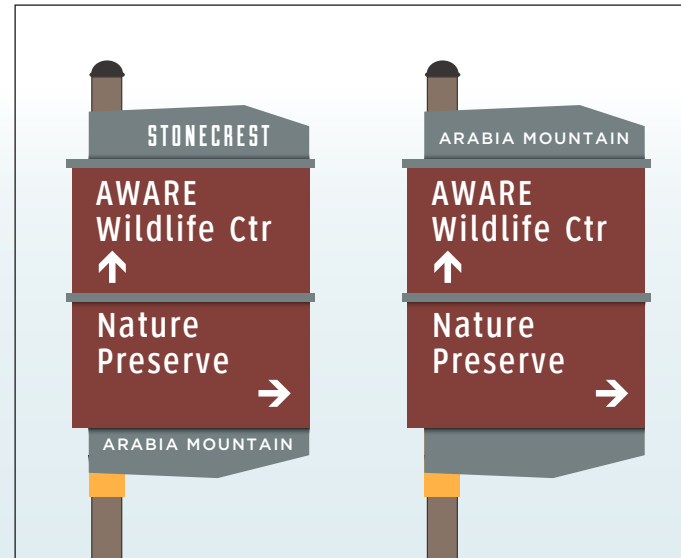 STONECREST
AWARE
Wildlife Ctr
Nature
Preserve
ARABIA MOUNTAIN
ARABIA MOUNTAIN
AWARE
Wildlife Ctr
Nature
Preserve